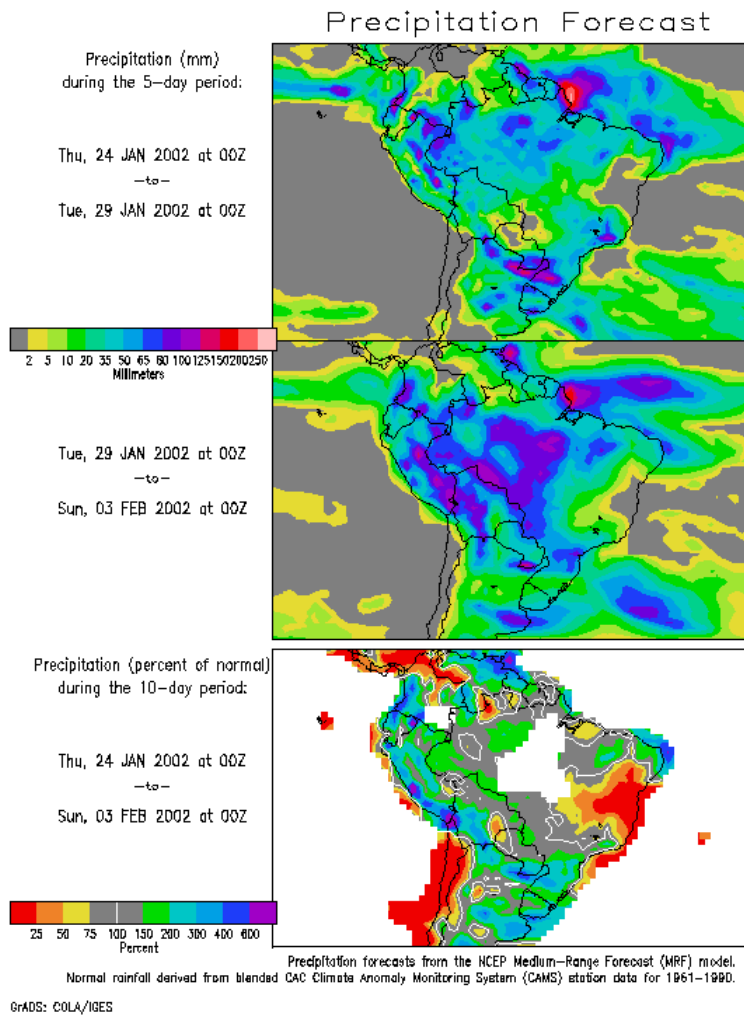 Precipitation Forecast
Precipitation (mm)
during the 5-day period:
Thu, 24 JAN 2002 at 00Z
-to-
Tue, 29 JAN 2002 at 00Z
2 5 10 20 35 50 65 80 100 125 150 200 250
Millimeters
Tue, 29 JAN 2002 at 00Z
-to-
Sun, 03 FEB 2002 at 00Z
Precipitation (percent of normal)
during the 10-day period:
Thu, 24 JAN 2002 at 00Z
-to-
Sun, 03 FEB 2002 at 00Z
25 50 75 100 150 200 300 400 600
Percent
Precipitation forecasts from the NCEP Medium-Range Forecast (MRF) model.
Normal rainfall derived from blended CAC Climate Anomaly Monitoring System (CAMS) station data for 1961-1990.
GrADS: COLA/IGES